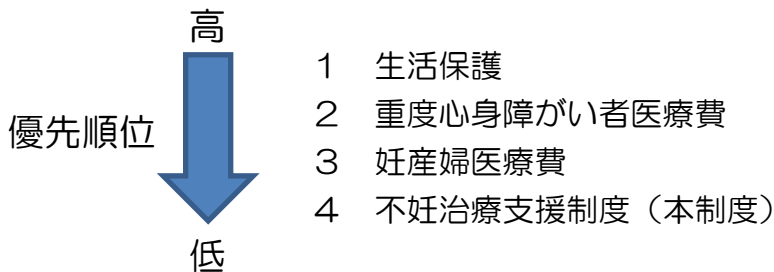 高
優先順位
低
１　生活保護
２　重度心身障がい者医療費
３　妊産婦医療費
４　不妊治療支援制度（本制度）